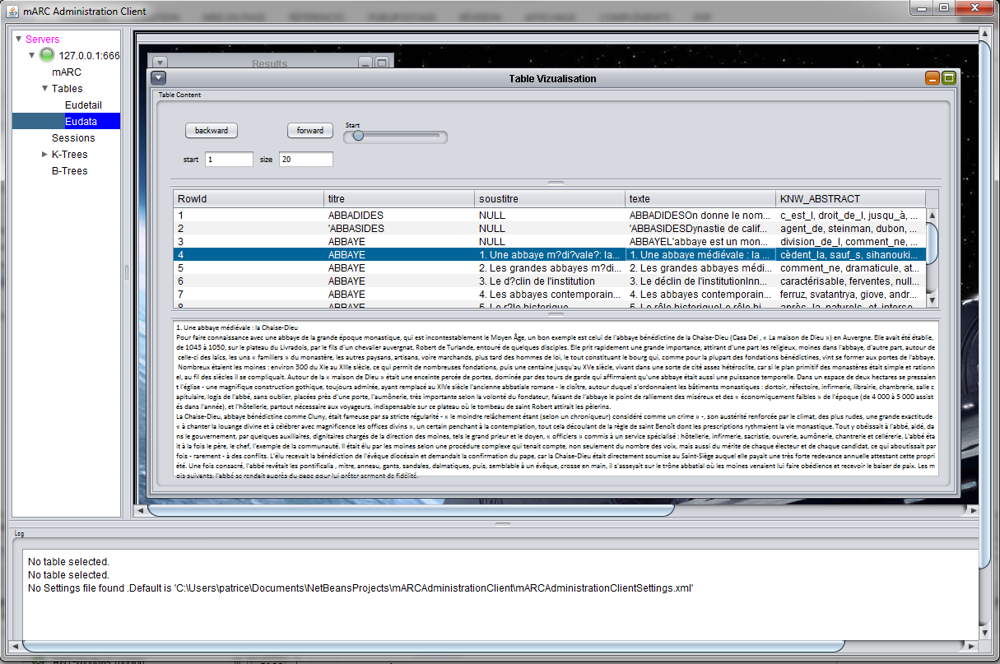 mARC Administration Client
Servers
127.0.0.1:666
mARC
Tables
Eudetail
Eudata
Sessions
K-Trees
B-Trees
Results
Table Vizualisation
Table Content
backward
forward
Start
start 1 size 20
RowId titre soustitre texte KNW_ABSTRACT
1 ABBADIDES NULL ABBADIDESOn donne le nom... c_est_l, droit_de_l, jusqu_à, ...
2 'ABBASIDES NULL 'ABBASIDESDynastie de calif... agent_de, steinman, dubon, ...
3 ABBAYE NULL ABBAYEL'abbaye est un mon... division_de_l, comment_ne, ...
4 ABBAYE 1. Une abbaye m?di?vale?: la... 1. Une abbaye médiévale : la ... cèdent_la, sauf_s, sihanouki...
5 ABBAYE 2. Les grandes abbayes m?di... 2. Les grandes abbayes médi... comment_ne, dramaticule, at...
6 ABBAYE 3. Le d?clin de l'institution 3. Le déclin de l'institutionInn... caractérisable, ferventes, null...
7 ABBAYE 4. Les abbayes contemporain... 4. Les abbayes contemporain... ferruz, svatantrya, giove, andr...
8 ABBAYE 5. Le r?le historique 5. Le rôle historiqueLe rôle hi... après_la, naturels_et, interse...
1. Une abbaye médiévale : la Chaise-Dieu
Pour faire connaissance avec une abbaye de la grande époque monastique, qui est incontestablement le Moyen Âge, un bon exemple est celui de l'abbaye bénédictine de la Chaise-Dieu (Casa Dei , « La maison de Dieu ») en Auvergne. Elle avait été établie,
de 1043 à 1050, sur le plateau du Livradois, par le fils d'un chevalier auvergnat, Robert de Turlande, entouré de quelques disciples. Elle prit rapidement une grande importance, attirant d'une part les religieux, moines dans l'abbaye, d'autre part, autour de
celle-ci des laïcs, les uns « familiers » du monastère, les autres paysans, artisans, voire marchands, plus tard des hommes de loi, le tout constituant le bourg qui, comme pour la plupart des fondations bénédictines, vint se former aux portes de l'abbaye.
Nombreux étaient les moines : environ 300 du XIe au XIIIe siècle, ce qui permit de nombreuses fondations, puis une centaine jusqu'au XVe siècle, vivant dans une sorte de cité assez hétéroclite, car si le plan primitif des monastères était simple et rationn
el, au fil des siècles il se compliquait. Autour de la « maison de Dieu » était une enceinte percée de portes, dominée par des tours de garde qui affirmaient qu'une abbaye était aussi une puissance temporelle. Dans un espace de deux hectares se pressaien
t l'église - une magnifique construction gothique, toujours admirée, ayant remplacé au XIVe siècle l'ancienne abbatiale romane - le cloître, autour duquel s'ordonnaient les bâtiments monastiques : dortoir, réfectoire, infirmerie, librairie, chambrerie, salle c
apitulaire, logis de l'abbé, sans oublier, placées près d'une porte, l'aumônerie, très importante selon la volonté du fondateur, faisant de l'abbaye le point de ralliement des miséreux et des « économiquement faibles » de l'époque (de 4 000 à 5 000 assist
és dans l'année), et l'hôtellerie, partout nécessaire aux voyageurs, indispensable sur ce plateau où le tombeau de saint Robert attirait les pèlerins.
La Chaise-Dieu, abbaye bénédictine comme Cluny, était fameuse par sa stricte régularité - « le moindre relâchement étant (selon un chroniqueur) considéré comme un crime » -, son austérité renforcée par le climat, des plus rudes, une grande exactitude
« à chanter la louange divine et à célébrer avec magnificence les offices divins », un certain penchant à la contemplation, tout cela découlant de la règle de saint Benoît dont les prescriptions rythmaient la vie monastique. Tout y obéissait à l'abbé, aidé, da
ns le gouvernement, par quelques auxiliaires, dignitaires chargés de la direction des moines, tels le grand prieur et le doyen, « officiers » commis à un service spécialisé : hôtellerie, infirmerie, sacristie, ouvrerie, aumônerie, chantrerie et cellérerie. L'abbé éta
it à la fois le père, le chef, l'exemple de la communauté. Il était élu par les moines selon une procédure complexe qui tenait compte, non seulement du nombre des voix, mais aussi du mérite de chaque électeur et de chaque candidat, ce qui aboutissait par
fois - rarement - à des conflits. L'élu recevait la bénédiction de l'évêque diocésain et demandait la confirmation du pape, car la Chaise-Dieu était directement soumise au Saint-Siège auquel elle payait une très forte redevance annuelle attestant cette propri
été. Une fois consacré, l'abbé revêtait les pontificalia , mitre, anneau, gants, sandales, dalmatiques, puis, semblable à un évêque, crosse en main, il s'asseyait sur le trône abbatial où les moines venaient lui faire obédience et recevoir le baiser de paix. Les m
ois suivants, l'abbé se rendait auprès du pape pour lui prêter serment de fidélité.
Log
No table selected.
No table selected.
No Settings file found .Default is 'C:\Users\patrice\Documents\NetBeansProjects\mARCAdministrationClient\mARCAdministrationClientSettings.xml'